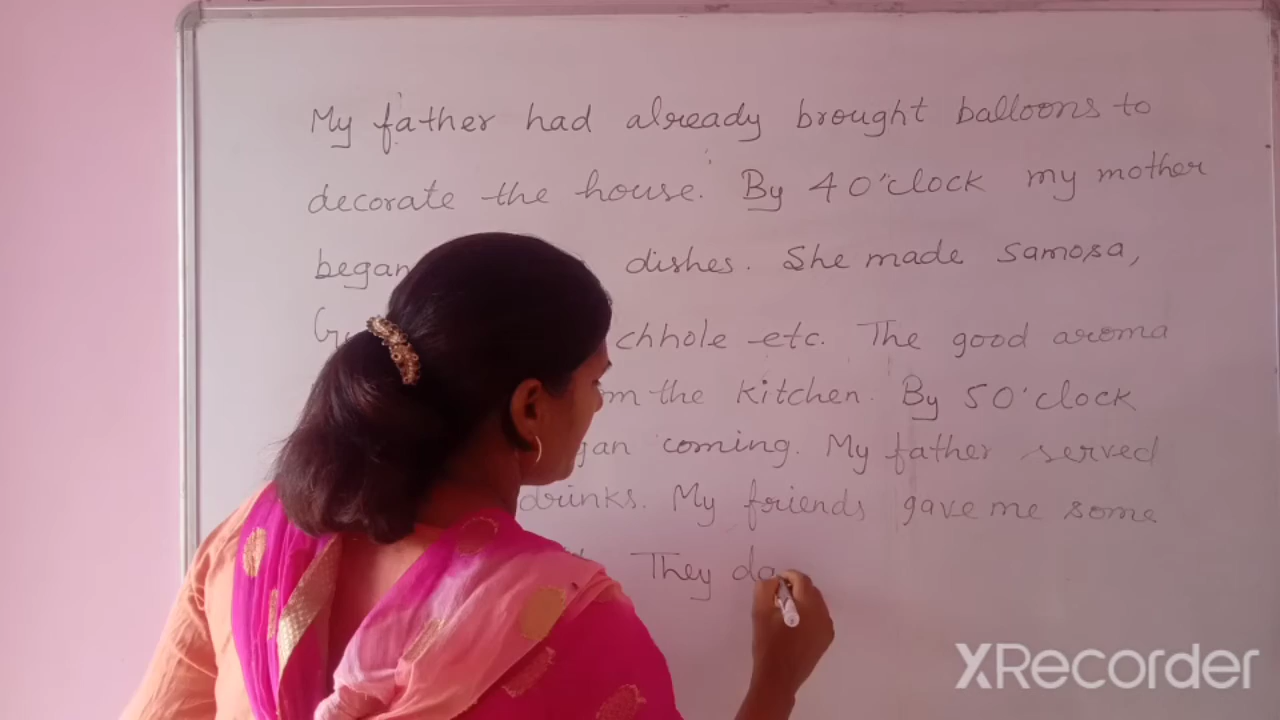 My father had already brought balloons to
decorate the house. By 4 O'clock my mother
began dishes. She made samosa,
chhole etc. The good aroma
the kitchen. By 5 O'clock
coming. My father served
drinks. My friends gave me some
They
XRecorder